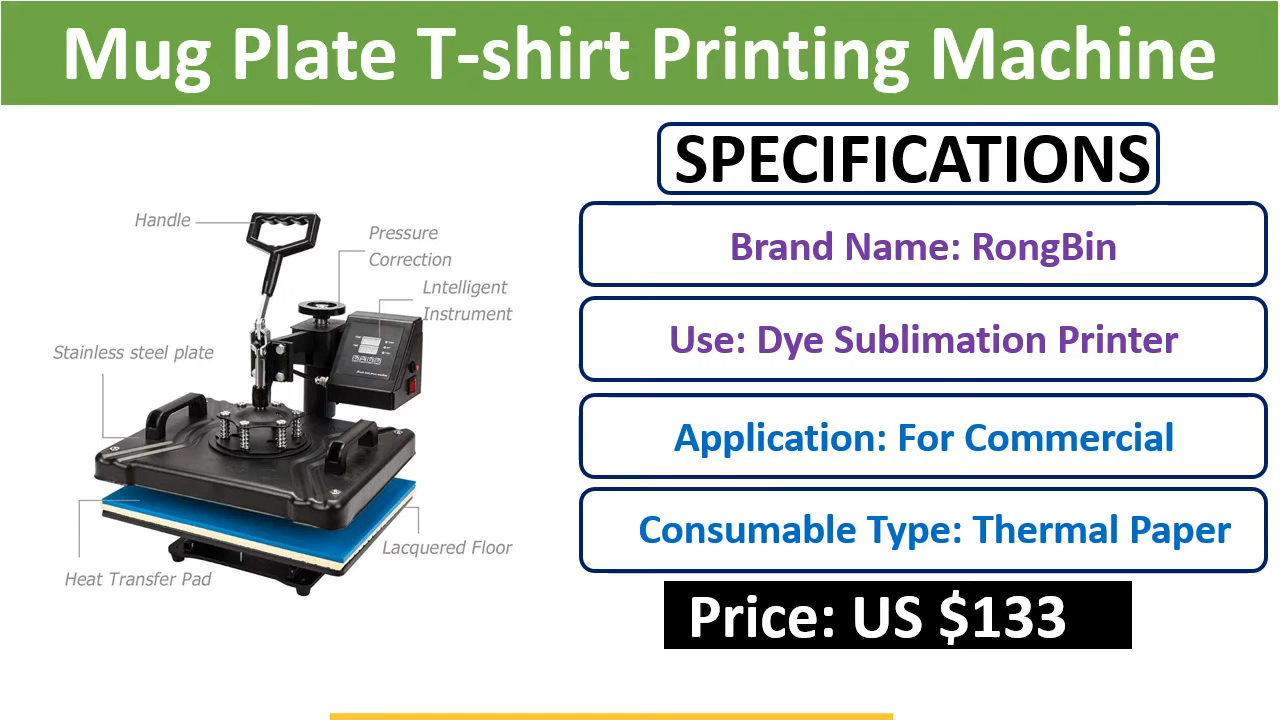 Mug Plate T-shirt Printing Machine
SPECIFICATIONS
Brand Name: RongBin
Use: Dye Sublimation Printer
Application: For Commercial
Consumable Type: Thermal Paper
Price: US $133
Handle
Pressure
Correction
Lntelligent
Instrument
Stainless steel plate
Lacquered Floor
Heat Transfer Pad